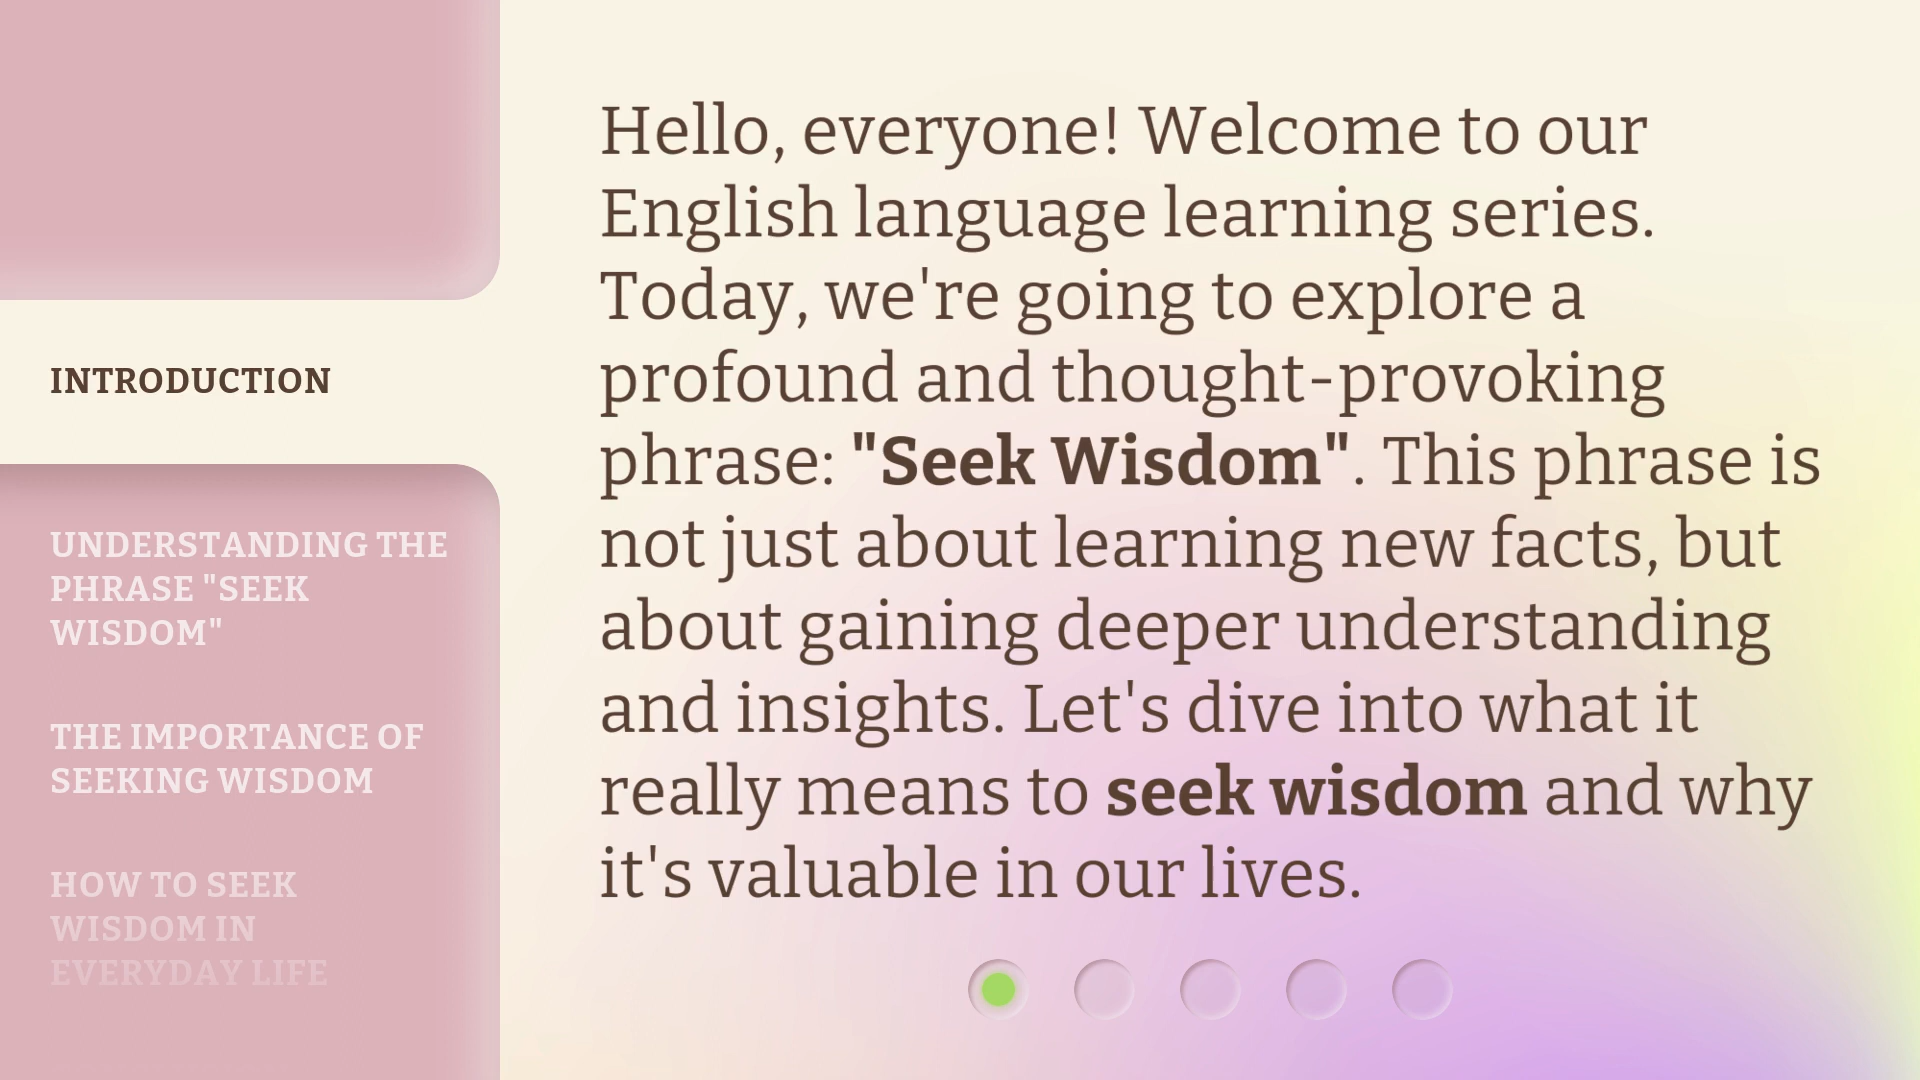 INTRODUCTION
UNDERSTANDING THE
PHRASE "SEEK
WISDOM"
THE IMPORTANCE OF
SEEKING WISDOM
HOW TO SEEK
WISDOM IN
EVERYDAY LIFE
Hello, everyone! Welcome to our
English language learning series.
Today, we're going to explore a
profound and thought-provoking
phrase: "Seek Wisdom". This phrase is
not just about learning new facts, but
about gaining deeper understanding
and insights. Let's dive into what it
really means to seek wisdom and why
it's valuable in our lives.